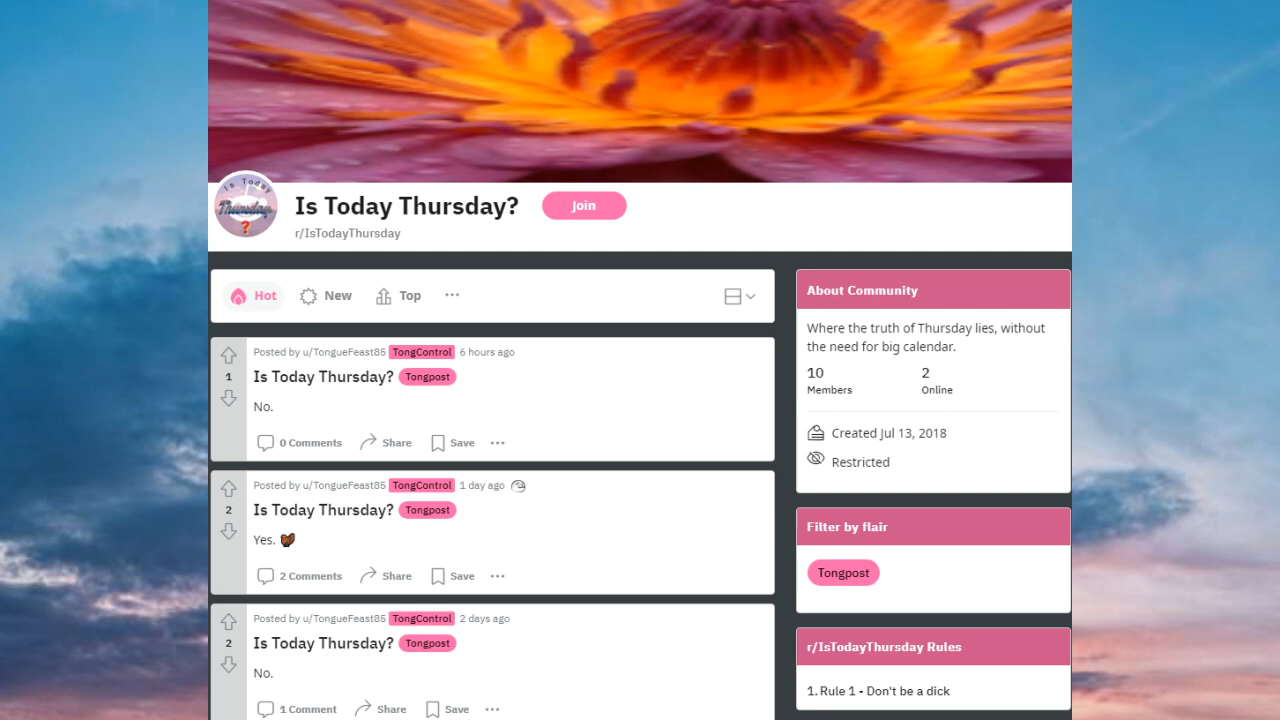 Is Today
Thursday
?
Is Today Thursday?
Join
r/IsTodayThursday
Hot
New
Top
Posted by u/TongueFeast85 TongControl 6 hours ago
1
Is Today Thursday? Tongpost
No.
0 Comments
Share
Save
Posted by u/TongueFeast85 TongControl 1 day ago
2
Is Today Thursday? Tongpost
Yes.
2 Comments
Share
Save
Posted by u/TongueFeast85 TongControl 2 days ago
2
Is Today Thursday? Tongpost
No.
1 Comment
Share
Save
About Community
Where the truth of Thursday lies, without
the need for big calendar.
10
Members
2
Online
Created Jul 13, 2018
Restricted
Filter by flair
Tongpost
r/IsTodayThursday Rules
1. Rule 1 - Don't be a dick